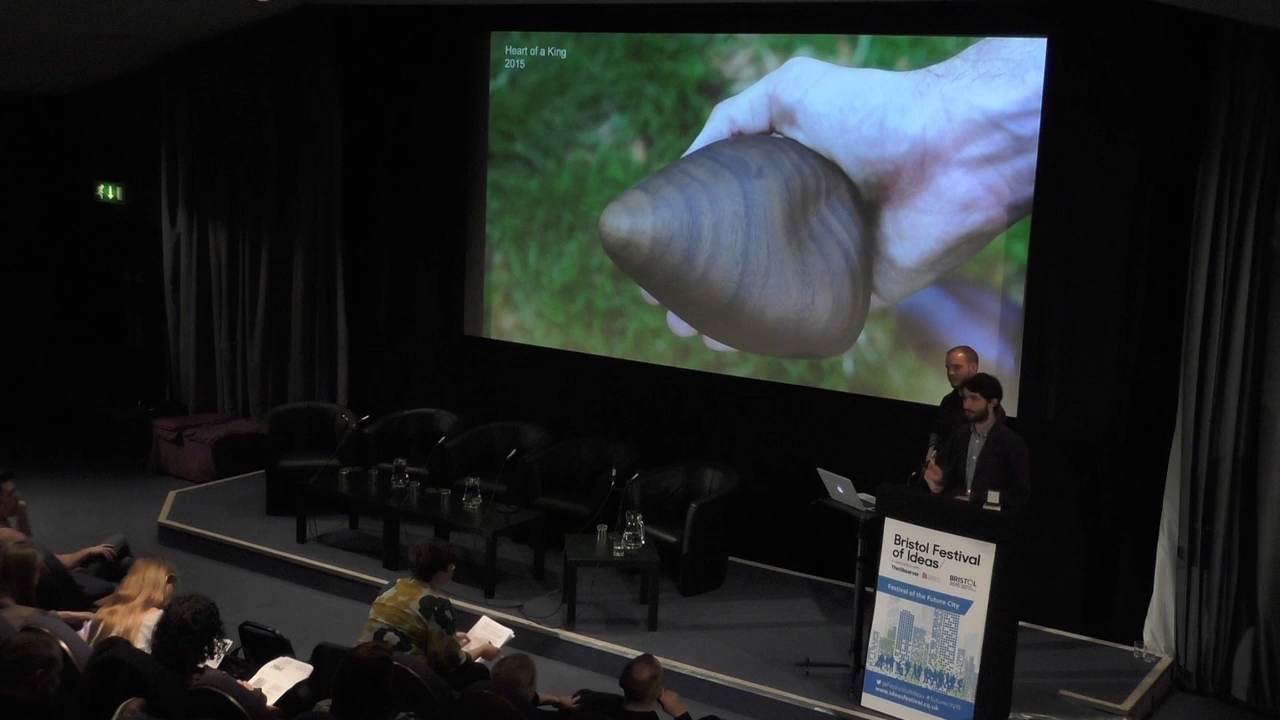 Heart of a King
2015
Bristol Festival
of Ideas
The Observer
BRISTOL
Festival of the Future City
www.ideasfestival.co.uk